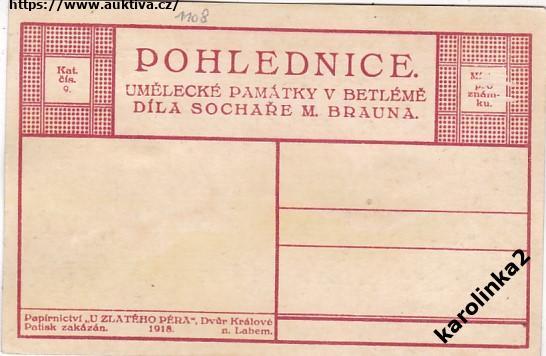 https://www.auktiva.cz/
1108
POHLEDNICE.
UMĚLECKÉ PAMÁTKY V BETLÉMĚ
DÍLA SOCHAŘE M. BRAUNA.
Kat.
čís.
9.
znám-
ku.
Papírnictví „U ZLATÉHO PÉRA", Dvůr Králové
Patisk zakázán. 1918. n. Labem.
karolinka2